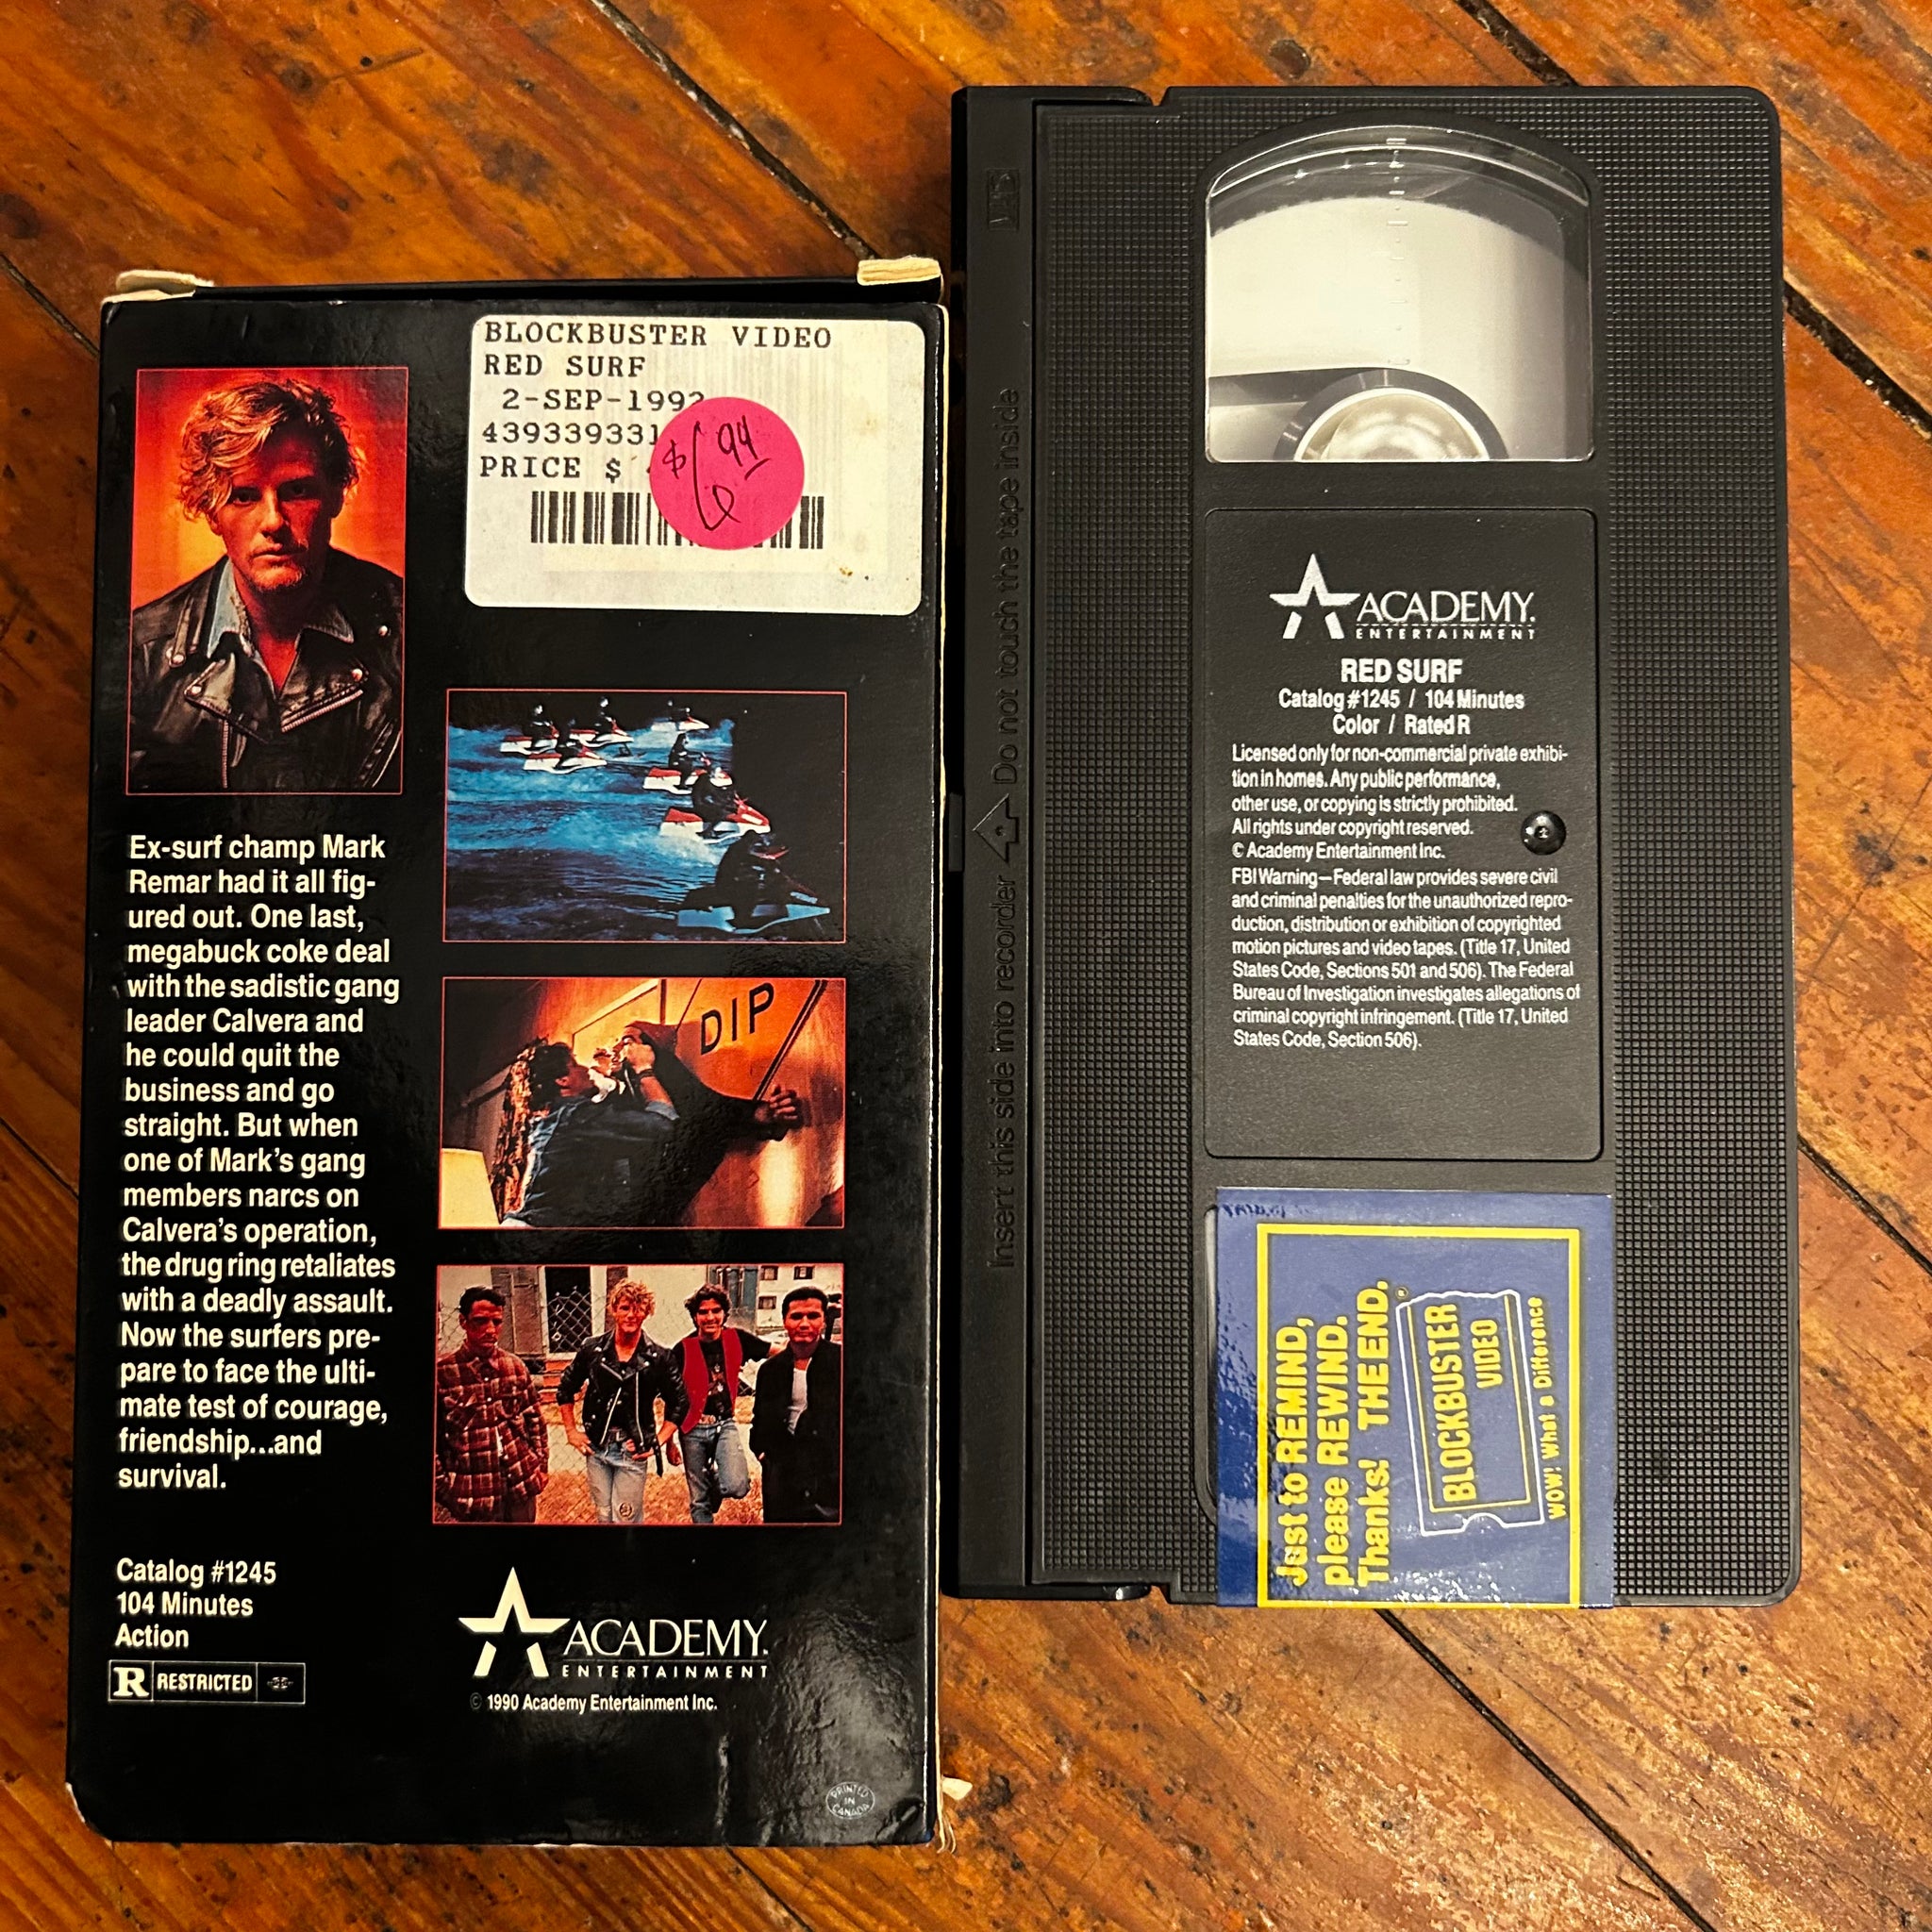 BLOCKBUSTER VIDEO
RED SURF
2-SEP-199
439339331
PRICE $
$6 94
DIP
Ex-surf champ Mark
Remar had it all fig-
ured out. One last,
megabuck coke deal
with the sadistic gang
leader Calvera and
he could quit the
business and go
straight. But when
one of Mark's gang
members narcs on
Calvera's operation,
the drug ring retaliates
with a deadly assault.
Now the surfers pre-
pare to face the ulti-
mate test of courage,
friendship...and
survival.
Catalog #1245
104 Minutes
Action
R RESTRICTED
ACADEMY
ENTERTAINMENT
© 1990 Academy Entertainment Inc.
PRINTED
IN
CANADA
Insert this side into recorder Do not touch the tape inside
ACADEMY
ENTERTAINMENT
RED SURF
Catalog #1245 / 104 Minutes
Color / Rated R
Licensed only for non-commercial private exhibi-
tion in homes. Any public performance,
other use, or copying is strictly prohibited.
All rights under copyright reserved.
© Academy Entertainment Inc.
FBI Warning—Federal law provides severe civil
and criminal penalties for the unauthorized repro-
duction, distribution or exhibition of copyrighted
motion pictures and video tapes. (Title 17, United
States Code, Sections 501 and 506). The Federal
Bureau of Investigation investigates allegations of
criminal copyright infringement. (Title 17, United
States Code, Section 506).
Just to REMIND,
please REWIND.
Thanks! THE END.
BLOCKBUSTER
VIDEO
®
WOW! What a Difference